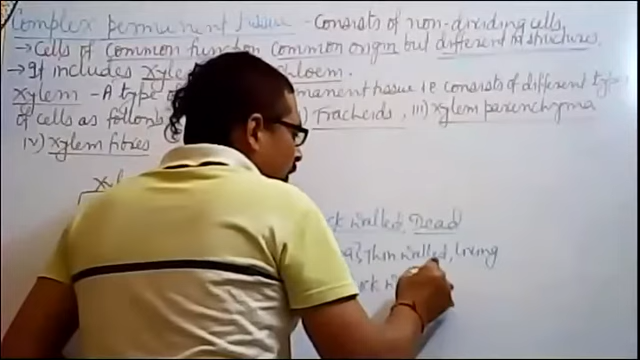 Complex permanent tissue - Consists of non-dividing cells,
→ Cells of common function common origin but different in structures.
→ It includes xylem phloem.
xylem - A type of permanent tissue i.e consists of different type
of cells as follows Tracheids, iii) xylem parenchyma
iv) xylem fibres
walled, Dead
Thin walled, living